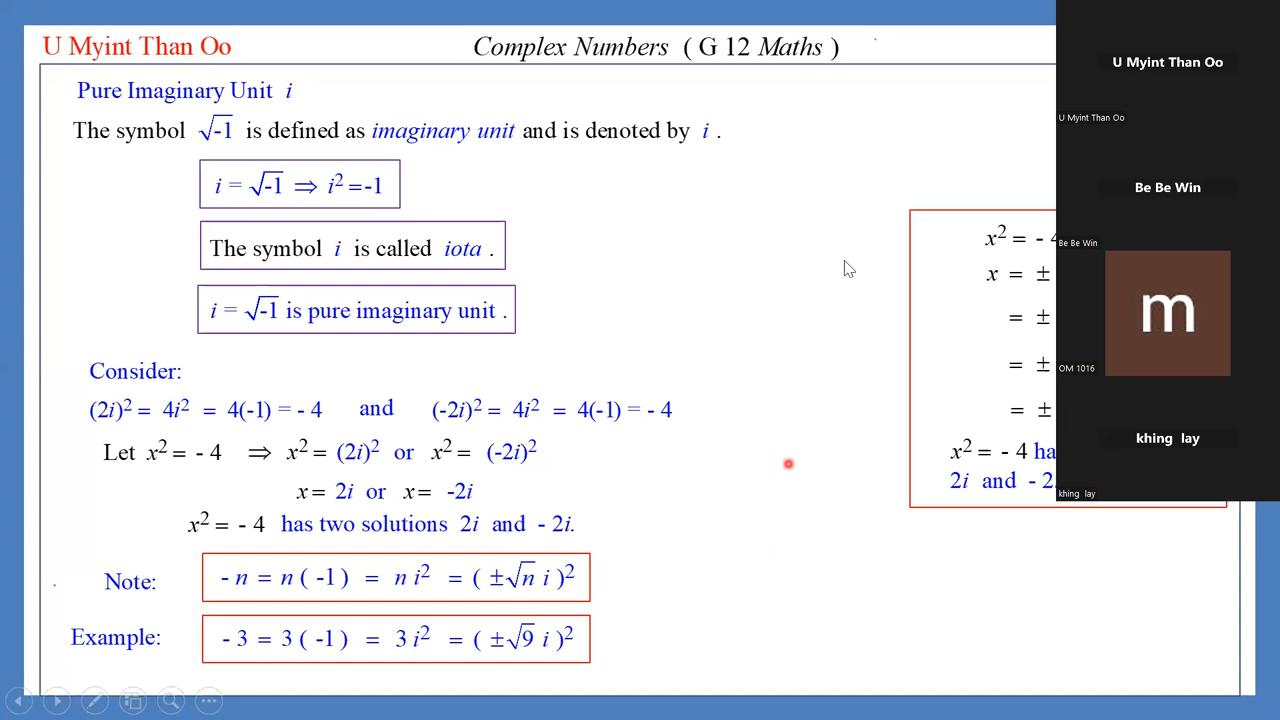 U Myint Than Oo
Complex Numbers ( G 12 Maths )
Pure Imaginary Unit i
The symbol √-1 is defined as imaginary unit and is denoted by i .
i = √-1 ⇒ i² = -1
The symbol i is called iota .
i = √-1 is pure imaginary unit .
Consider:
(2i)² = 4i² = 4(-1) = - 4 and (-2i)² = 4i² = 4(-1) = - 4
Let x² = - 4 ⇒ x² = (2i)² or x² = (-2i)²
x = 2i or x = -2i
x² = - 4 has two solutions 2i and - 2i.
Note: - n = n ( -1 ) = n i² = ( ±√n i )²
Example: - 3 = 3 ( -1 ) = 3 i² = ( ±√9 i )²
x² = - 4
x = ±
= ±
= ±
= ±
x² = - 4 ha
2i and - 2
U Myint Than Oo
U Myint Than Oo
Be Be Win
Be Be Win
m
OM 1016
khing lay
khing lay